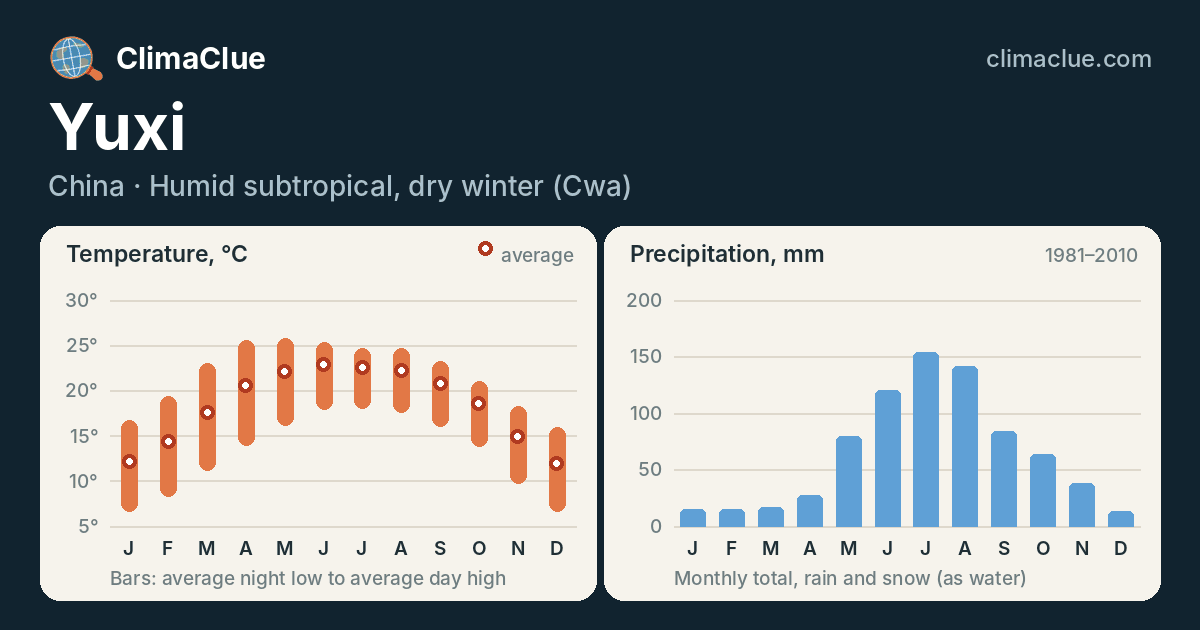 ClimaClue
climaclue.com
Yuxi
China · Humid subtropical, dry winter (Cwa)
Temperature, °C
average
30°
25°
20°
15°
10°
5°
J F M A M J J A S O N D
Bars: average night low to average day high
Precipitation, mm
1981–2010
200
150
100
50
0
J F M A M J J A S O N D
Monthly total, rain and snow (as water)